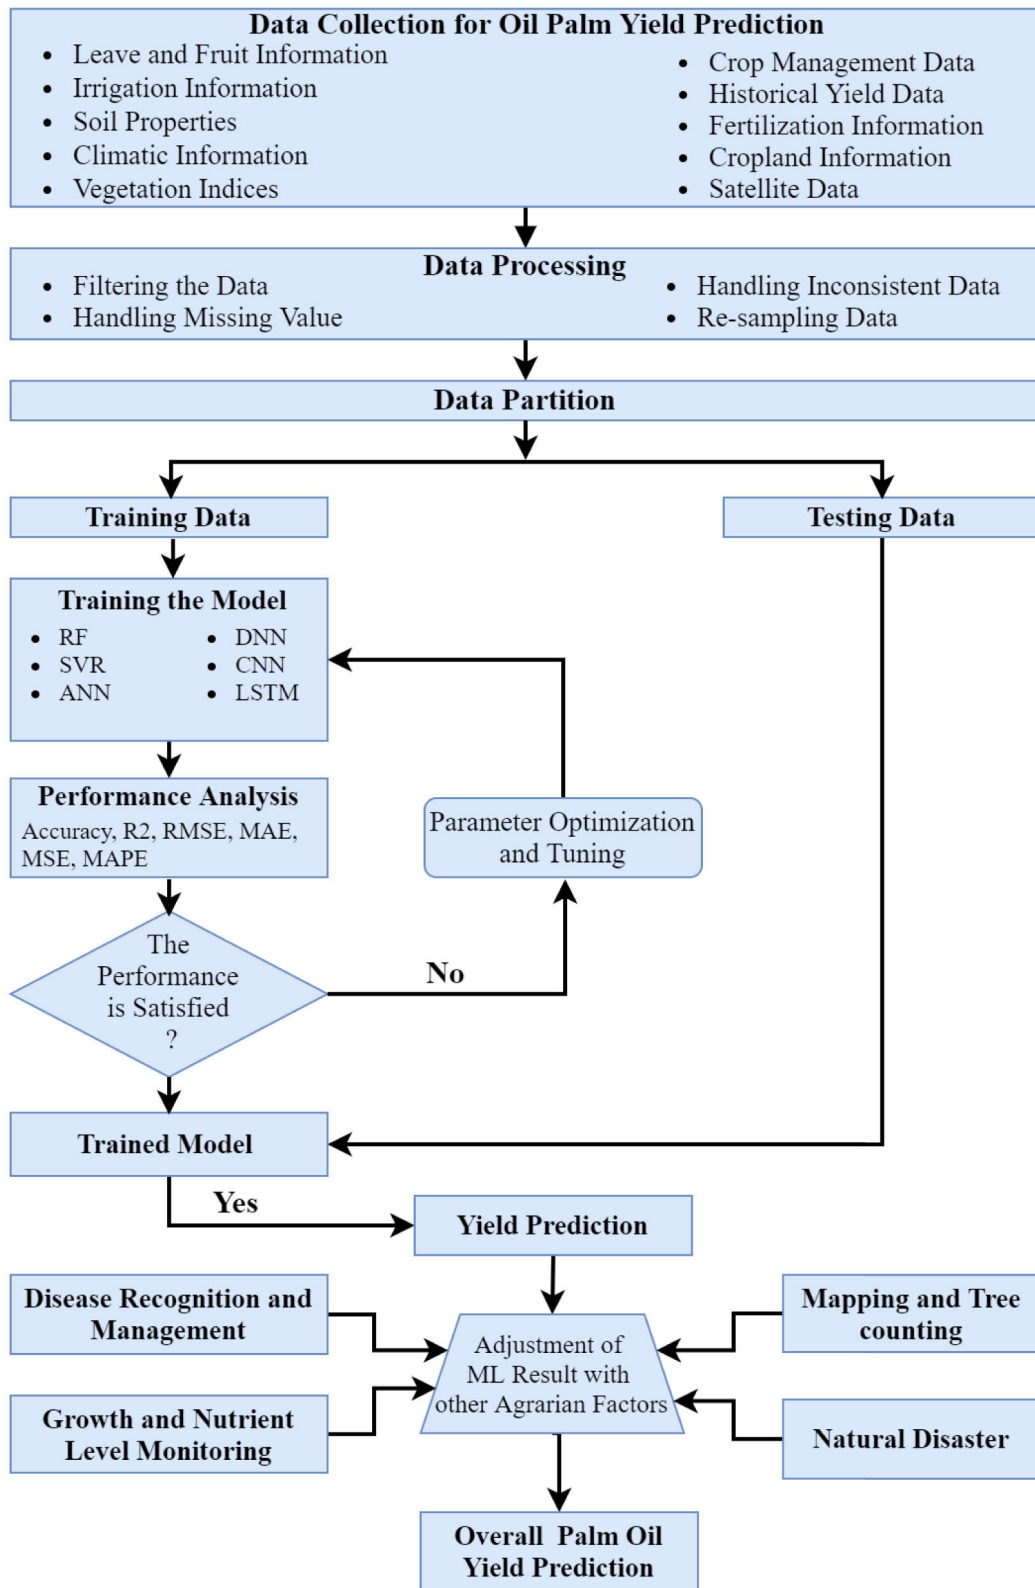 Data Collection for Oil Palm Yield Prediction
• Leave and Fruit Information
• Irrigation Information
• Soil Properties
• Climatic Information
• Vegetation Indices
• Crop Management Data
• Historical Yield Data
• Fertilization Information
• Cropland Information
• Satellite Data
Data Processing
• Filtering the Data
• Handling Missing Value
• Handling Inconsistent Data
• Re-sampling Data
Data Partition
Training Data
Testing Data
Training the Model
• RF
• SVR
• ANN
• DNN
• CNN
• LSTM
Performance Analysis
Accuracy, R2, RMSE, MAE,
MSE, MAPE
Parameter Optimization
and Tuning
The
Performance
is Satisfied
?
No
Trained Model
Yes
Yield Prediction
Disease Recognition and
Management
Growth and Nutrient
Level Monitoring
Adjustment of
ML Result with
other Agrarian Factors
Mapping and Tree
counting
Natural Disaster
Overall Palm Oil
Yield Prediction